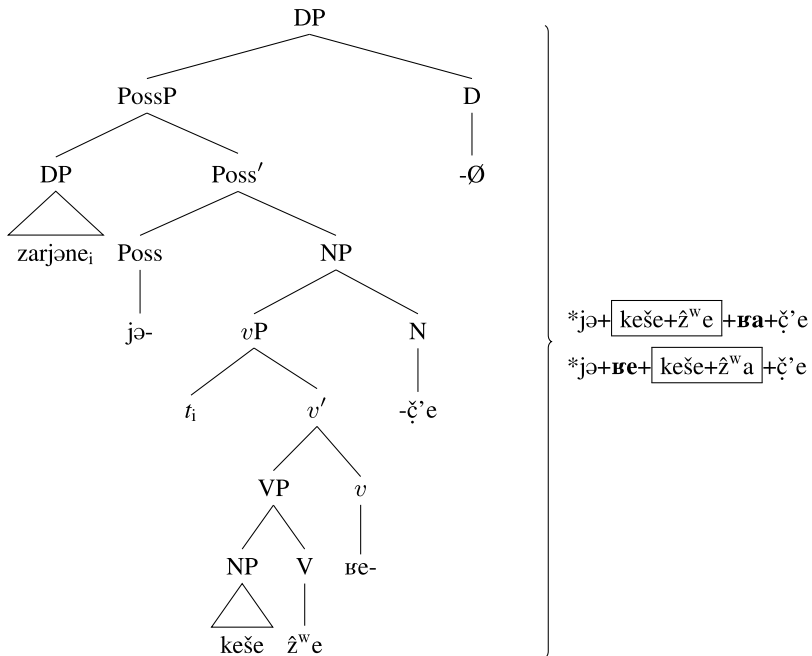 DP
PossP D
DP Poss′ -Ø
zarjəneᵢ Poss NP
jə- vP N
tᵢ v′ -č̣’e
VP v
NP V ʁe-
keše ẑʷe
*jə+ keše+ẑʷe +ʁa+č̣’e
*jə+ʁe+ keše+ẑʷa +č̣’e